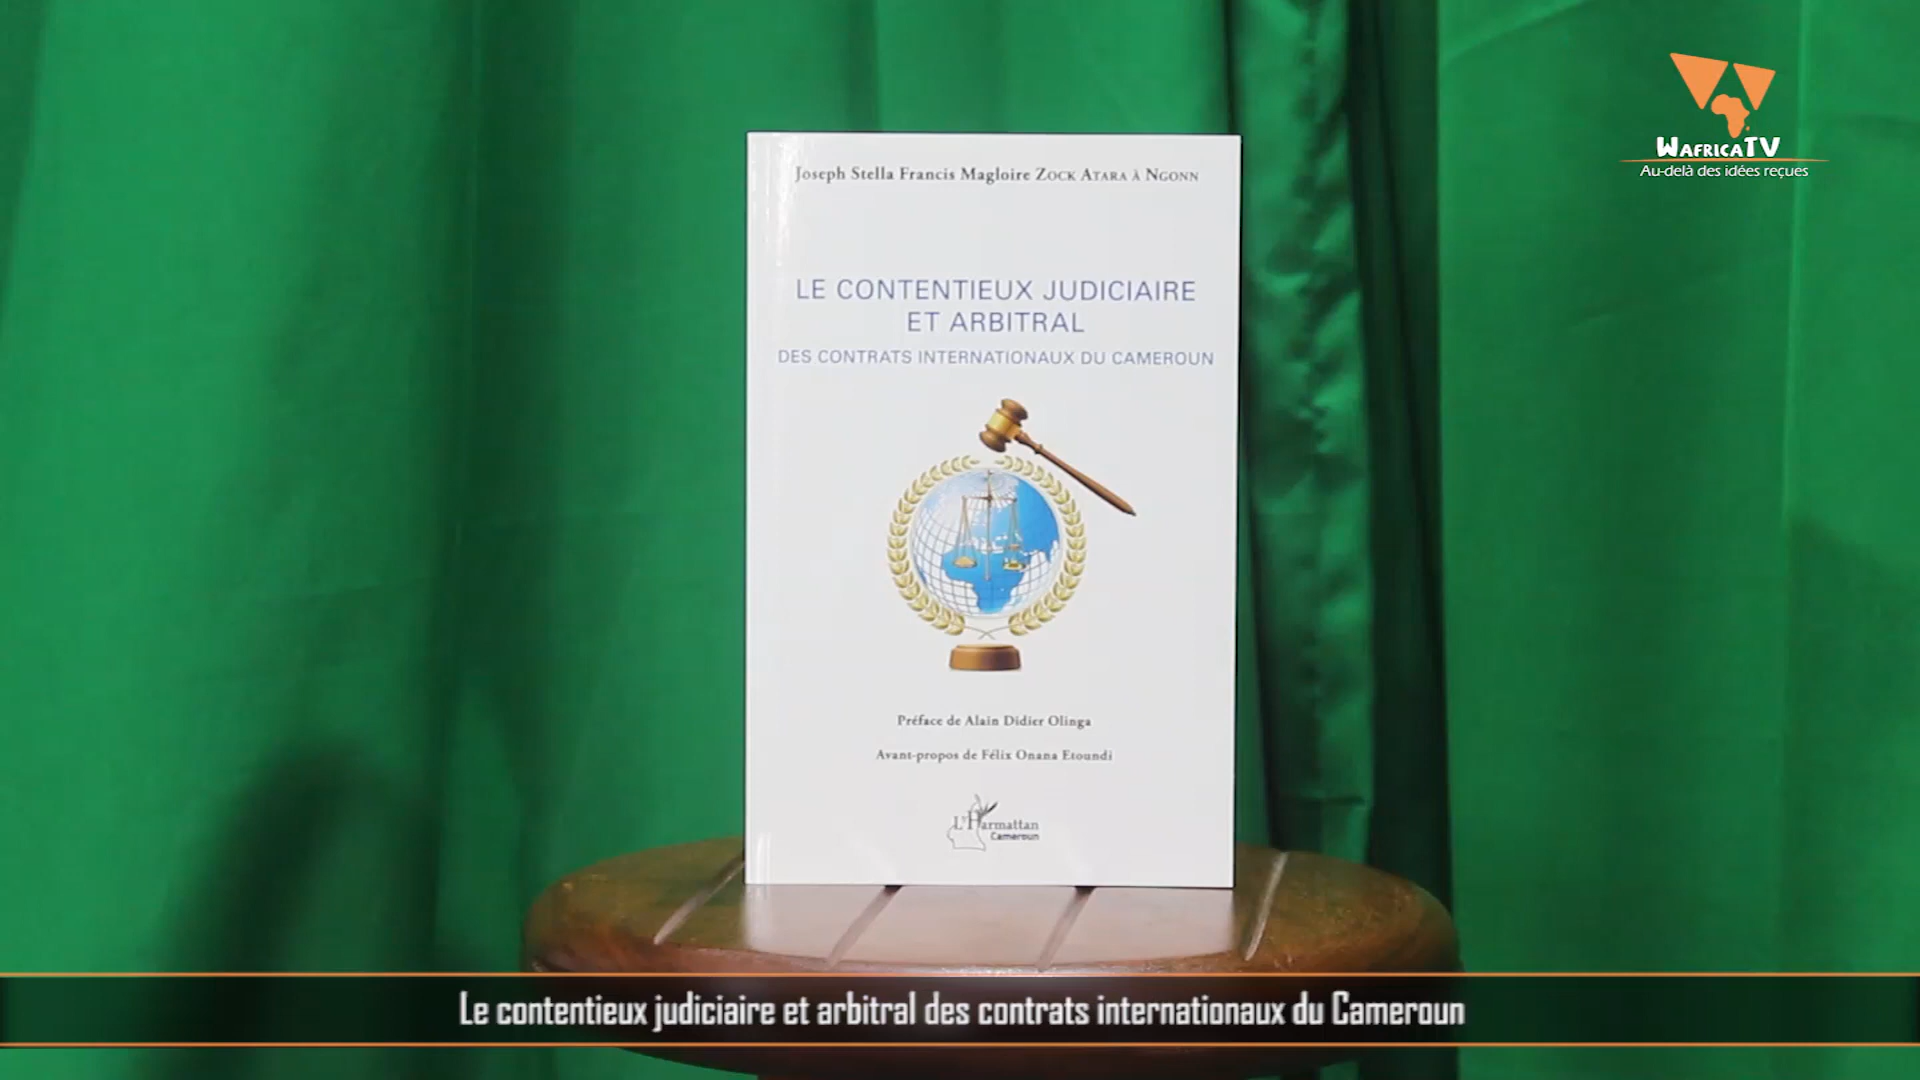 WAFRICATV
Au-delà des idées reçues
Joseph Stella Francis Magloire ZOCK ATARA À NGONN
LE CONTENTIEUX JUDICIAIRE
ET ARBITRAL
DES CONTRATS INTERNATIONAUX DU CAMEROUN
Préface de Alain Didier Olinga
Avant-propos de Félix Onana Etoundi
L'Harmattan
Cameroun
Le contentieux judiciaire et arbitral des contrats internationaux du Cameroun